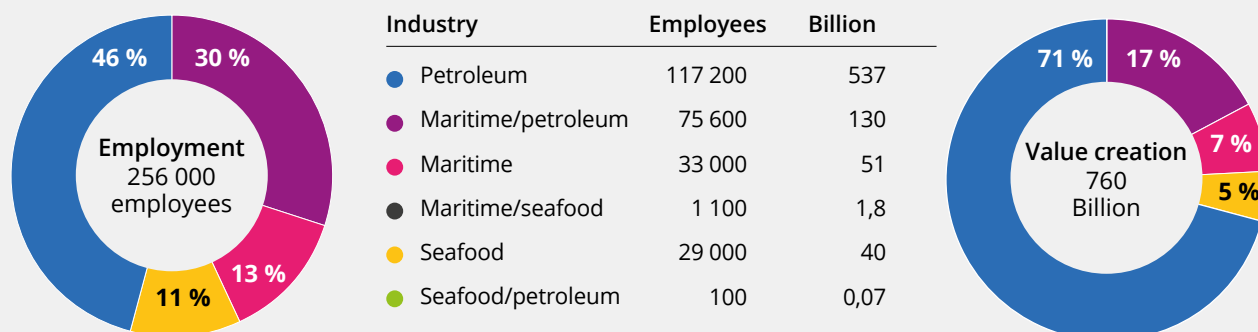 46 %
30 %
Employment
256 000
employees
13 %
11 %
Industry Employees Billion
Petroleum 117 200 537
Maritime/petroleum 75 600 130
Maritime 33 000 51
Maritime/seafood 1 100 1,8
Seafood 29 000 40
Seafood/petroleum 100 0,07
71 %
17 %
7 %
Value creation
760
Billion
5 %